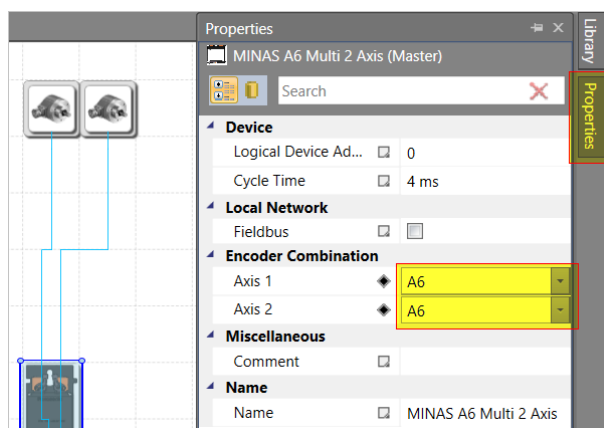 Properties
MINAS A6 Multi 2 Axis (Master)
Search
Device
Logical Device Ad... 0
Cycle Time 4 ms
Local Network
Fieldbus
Encoder Combination
Axis 1 A6
Axis 2 A6
Miscellaneous
Comment
Name
Name MINAS A6 Multi 2 Axis
Library
Properties